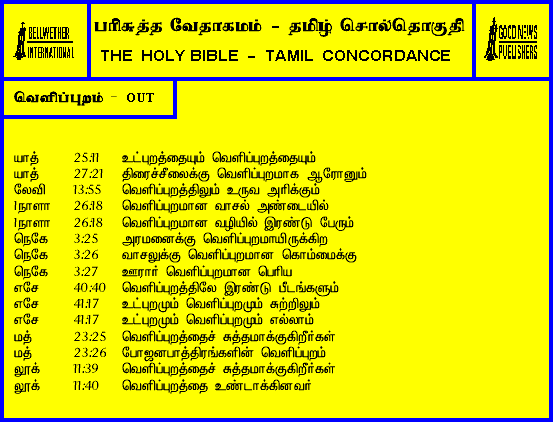 BELLWETHER
INTERNATIONAL
பரிசுத்த வேதாகமம் - தமிழ் சொல்தொகுதி
THE HOLY BIBLE - TAMIL CONCORDANCE
GOOD NEWS
PUBLISHERS
வெளிப்புறம் - OUT
யாத் 25:11 உட்புறத்தையும் வெளிப்புறத்தையும்
யாத் 27:21 திரைச்சீலைக்கு வெளிப்புறமாக ஆரோனும்
லேவி 13:55 வெளிப்புறத்திலும் உருவ அரிக்கும்
1நாளா 26:18 வெளிப்புறமான வாசல் அண்டையில்
1நாளா 26:18 வெளிப்புறமான வழியில் இரண்டு பேரும்
நெகே 3:25 அரமனைக்கு வெளிப்புறமாயிருக்கிற
நெகே 3:26 வாசலுக்கு வெளிப்புறமான கொம்மைக்கு
நெகே 3:27 ஊரார் வெளிப்புறமான பெரிய
எசே 40:40 வெளிப்புறத்திலே இரண்டு பீடங்களும்
எசே 41:17 உட்புறமும் வெளிப்புறமும் சுற்றிலும்
எசே 41:17 உட்புறமும் வெளிப்புறமும் எல்லாம்
மத் 23:25 வெளிப்புறத்தைச் சுத்தமாக்குகிறீர்கள்
மத் 23:26 போஜனபாத்திரங்களின் வெளிப்புறம்
லூக் 11:39 வெளிப்புறத்தைச் சுத்தமாக்குகிறீர்கள்
லூக் 11:40 வெளிப்புறத்தை உண்டாக்கினவர்